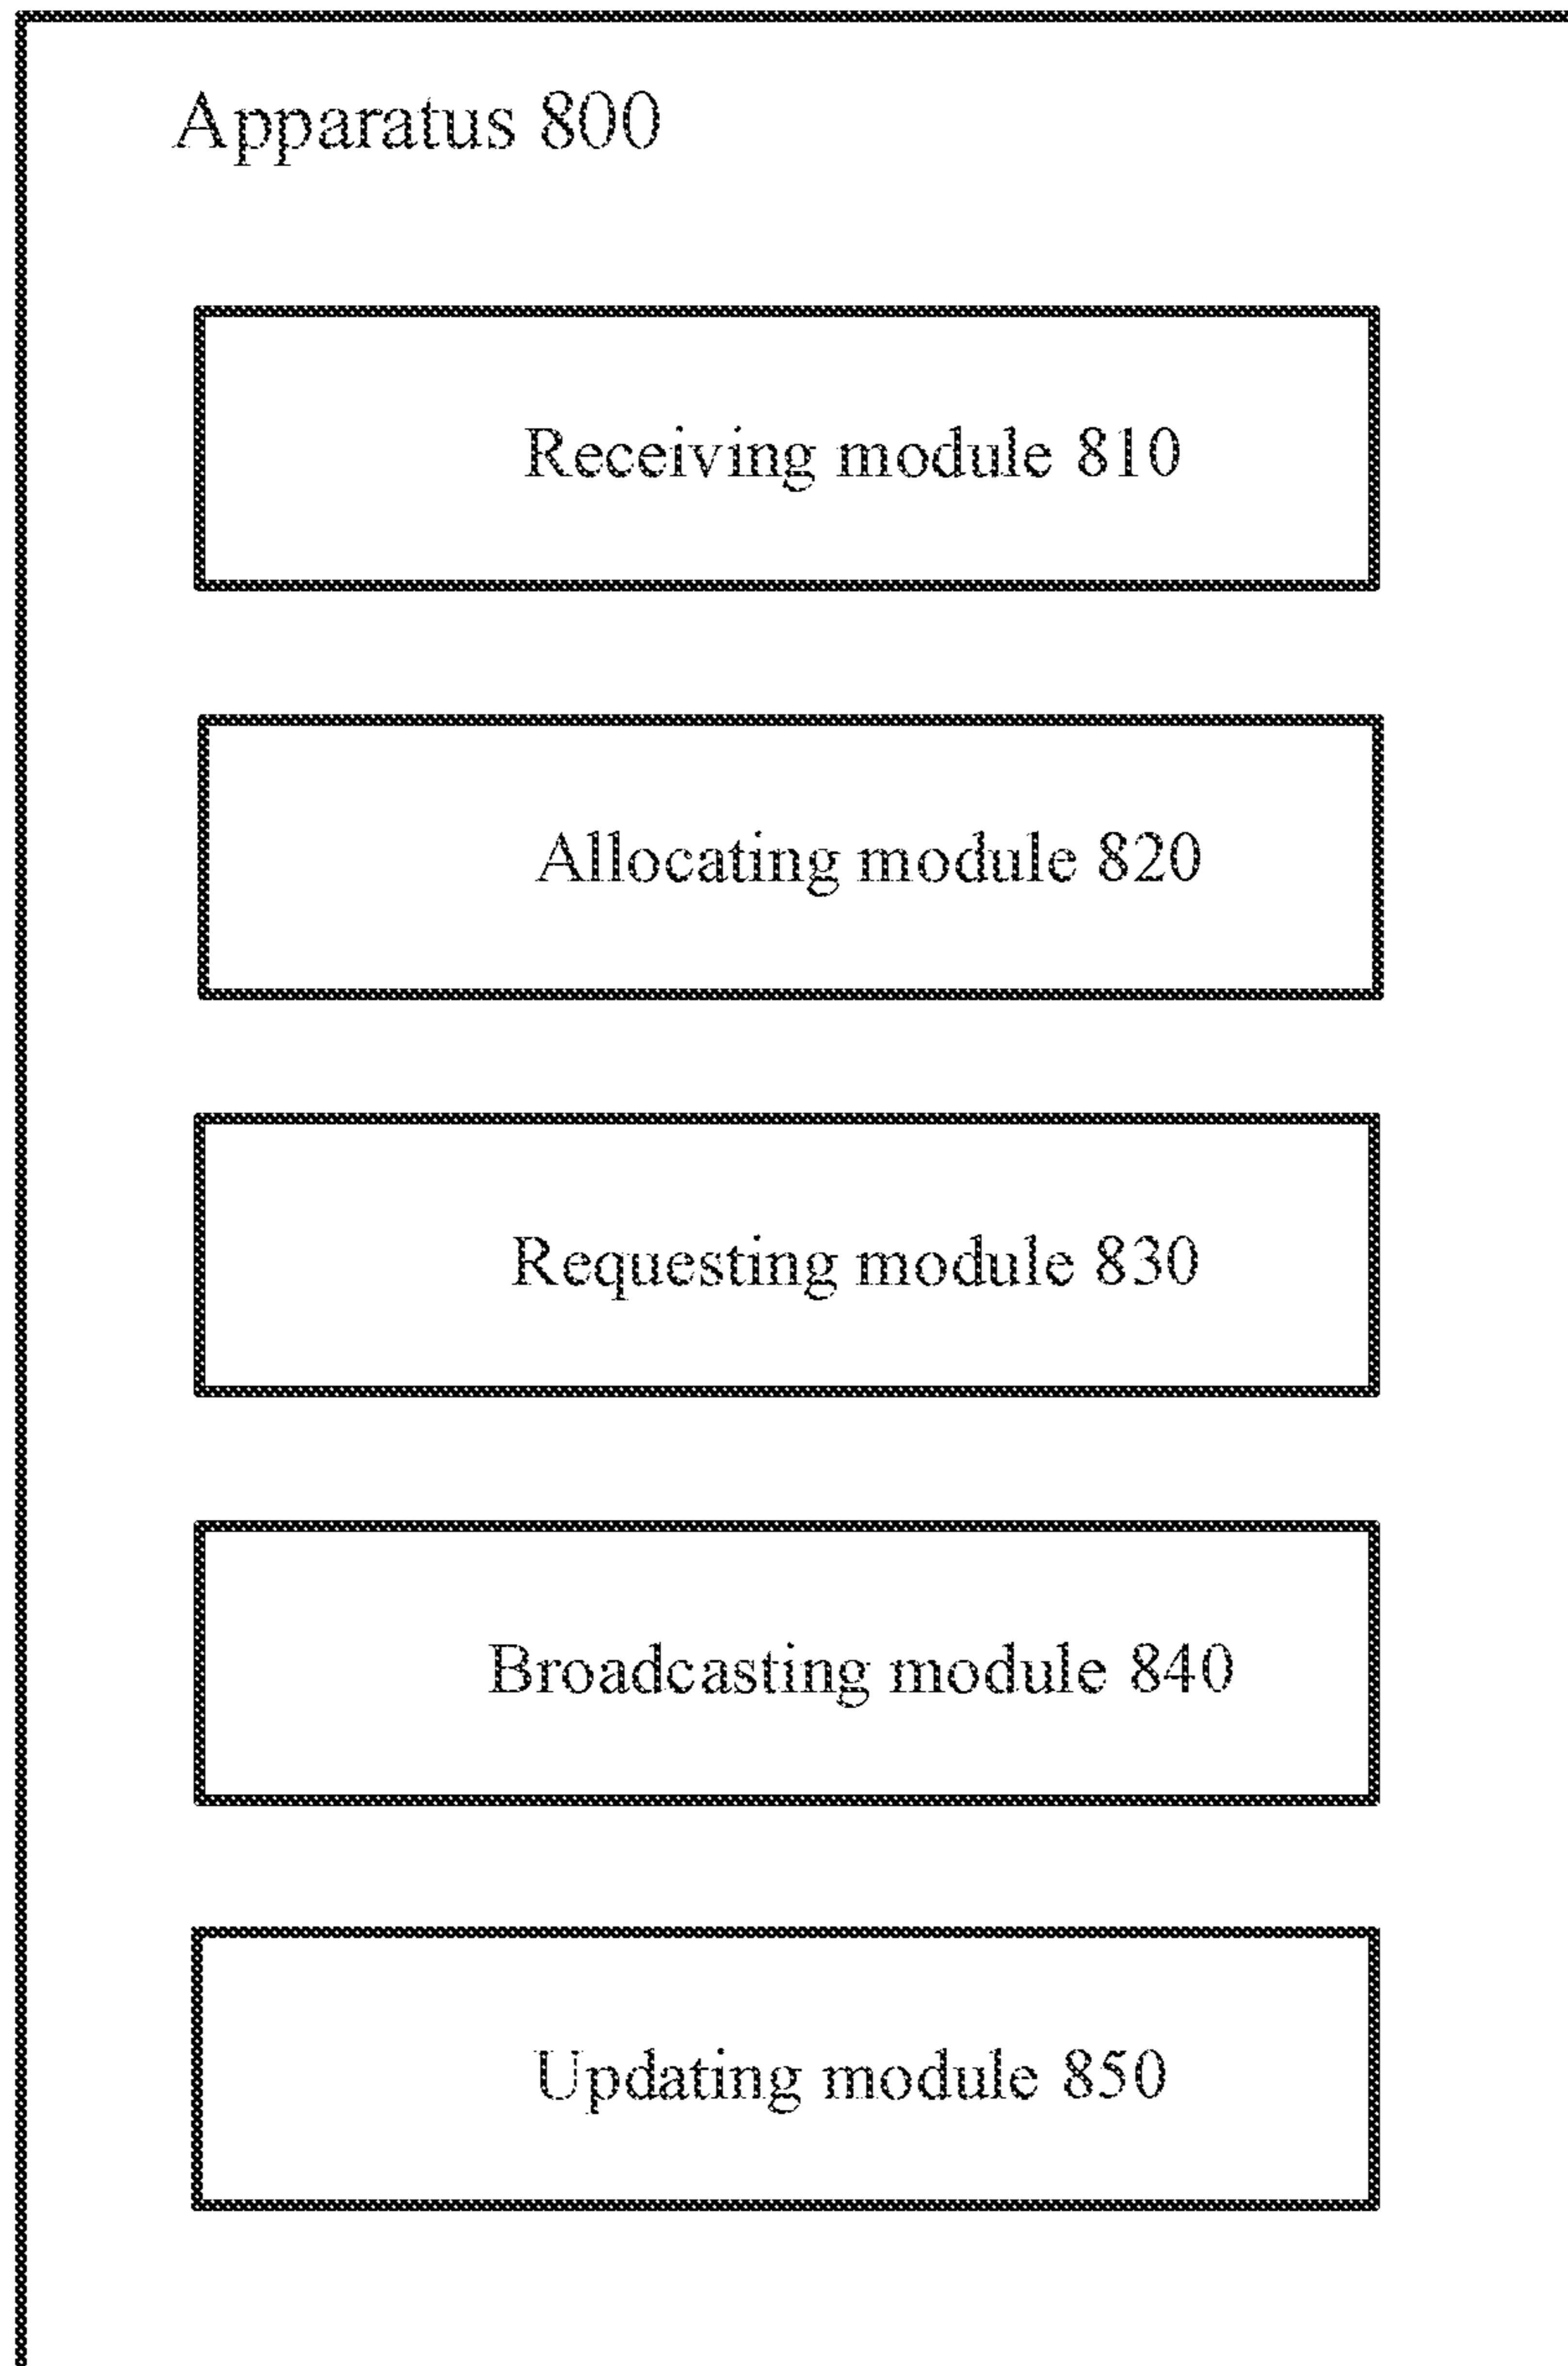 Apparatus 800
Receiving module 810
Allocating module 820
Requesting module 830
Broadcasting module 840
Updating module 850